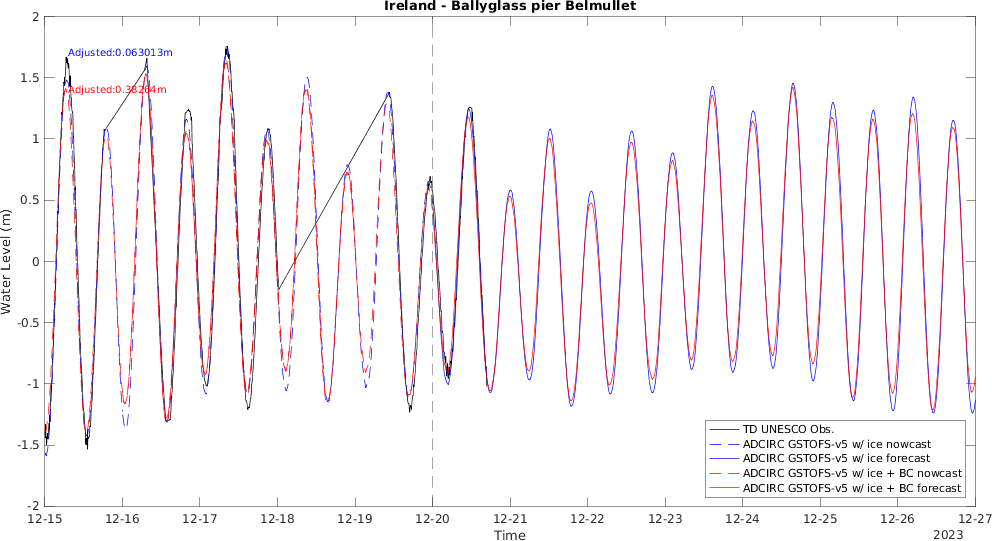 Ireland - Ballyglass pier Belmullet
Adjusted:0.063013m
Adjusted:0.38264m
2
1.5
1
0.5
0
-0.5
-1
-1.5
-2
Water Level (m)
TD UNESCO Obs.
ADCIRC GSTOFS-v5 w/ ice nowcast
ADCIRC GSTOFS-v5 w/ ice forecast
ADCIRC GSTOFS-v5 w/ ice + BC nowcast
ADCIRC GSTOFS-v5 w/ ice + BC forecast
12-15 12-16 12-17 12-18 12-19 12-20 12-21 12-22 12-23 12-24 12-25 12-26 12-27
Time
2023